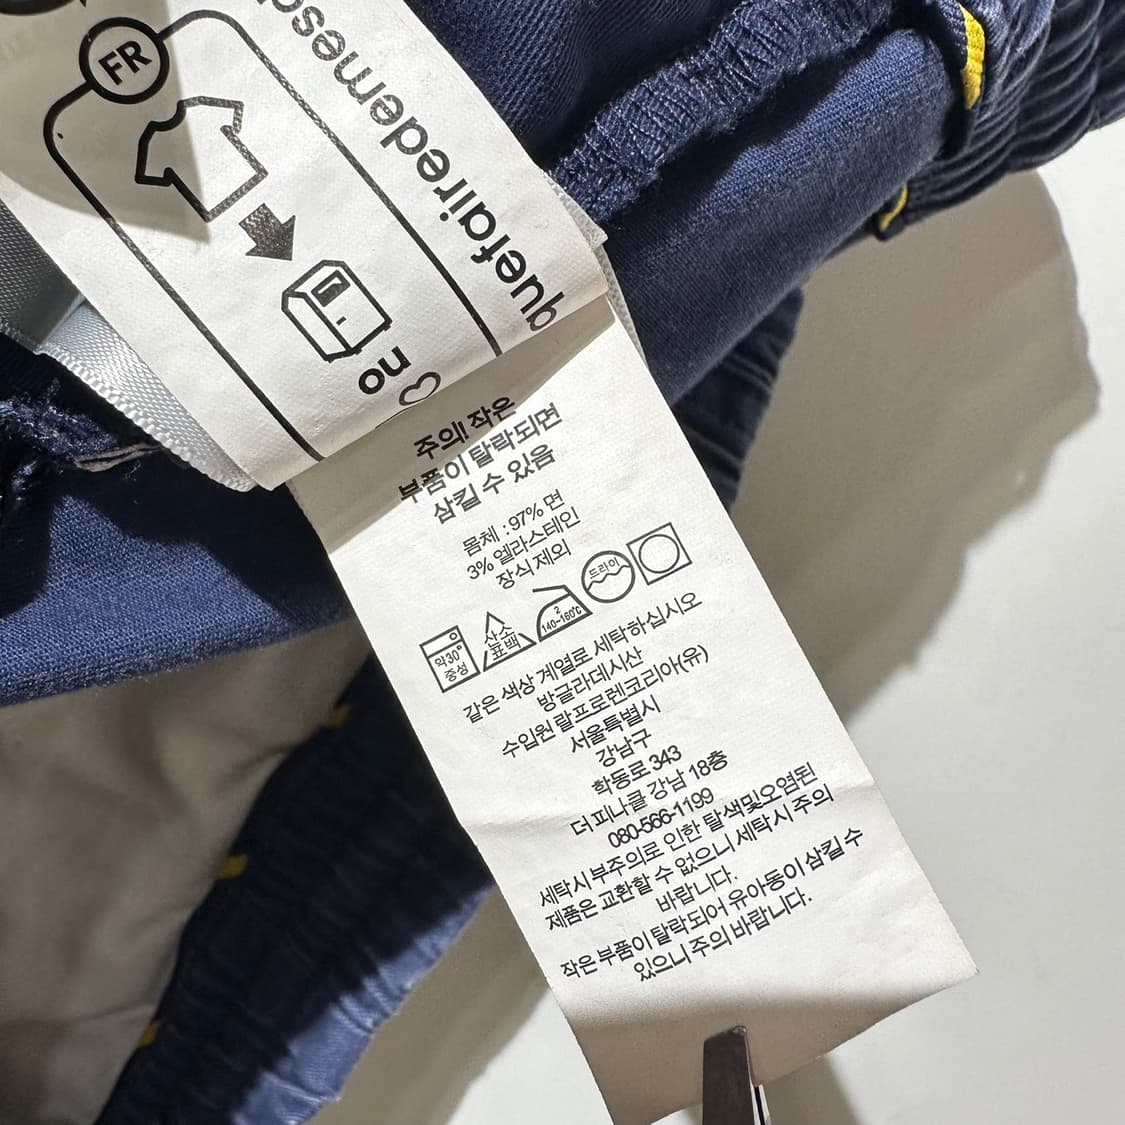 FR
quefairedemesd
ou
주의! 작은
부품이 탈락되면
삼킬 수 있음
몸체 : 97% 면
3% 엘라스테인
장식 제외
약30°
중성
산소
표백
2
140~160℃
드라이
같은 색상 계열로 세탁하십시오
방글라데시산
수입원 랄프로렌코리아(유)
서울특별시
강남구
학동로 343
더 피나클 강남 18층
080-566-1199
세탁시 부주의로 인한 탈색및오염된
제품은 교환할 수 없으니 세탁시 주의
바랍니다.
작은 부품이 탈락되어 유아동이 삼킬 수
있으니 주의 바랍니다.